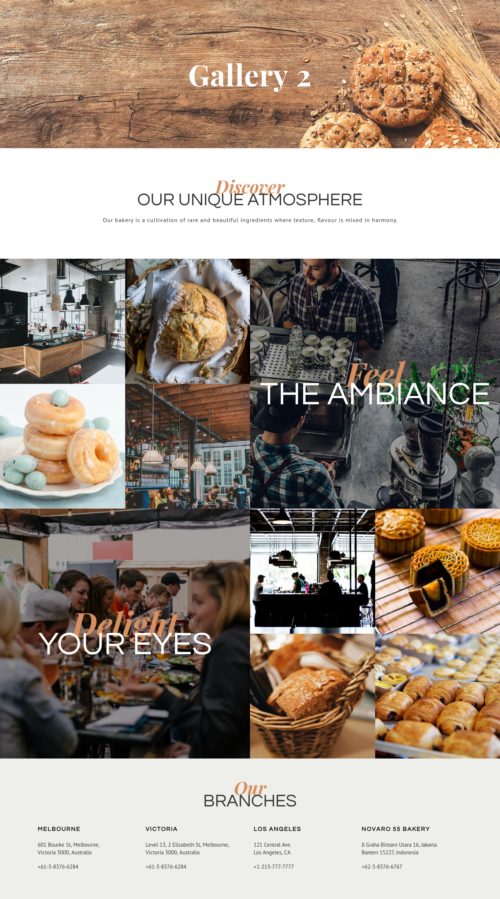 Gallery 2
Discover
OUR UNIQUE ATMOSPHERE
Our bakery is a cultivation of rare and beautiful ingredients where texture, flavour is mixed in harmony.
Feel
THE AMBIANCE
Delight
YOUR EYES
Our
BRANCHES
MELBOURNE
601 Bourke St, Melbourne,
Victoria 3000, Australia
+61-3-8376-6284
VICTORIA
Level 13, 2 Elizabeth St, Melbourne,
Victoria 3000, Australia
+61-3-8376-6284
LOS ANGELES
121 Central Ave.
Los Angeles, CA
+1-213-777-7777
NOVARO 55 BAKERY
Jl Graha Bintaro Utara 16, Jakarta
Banten 15227, Indonesia
+62-5-8376-6767